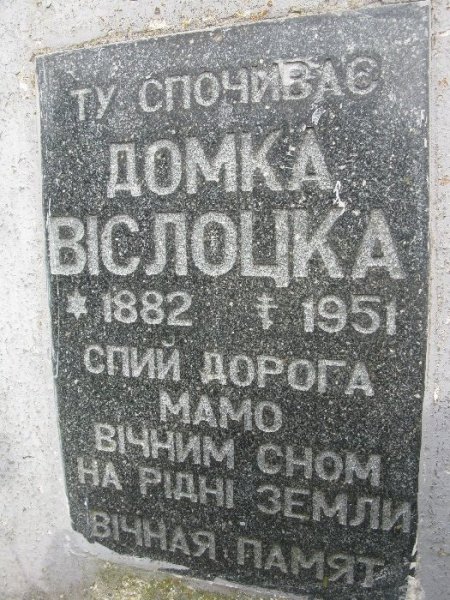 ТУ СПОЧИВАЄ
ДОМКА
ВІСЛОЦКА
* 1882 ‡ 1951
СПИЙ ДОРОГА
МАМО
ВІЧНИМ СНОМ
НА РІДНІ ЗЕМЛИ
ВІЧНАЯ ПАМЯТ